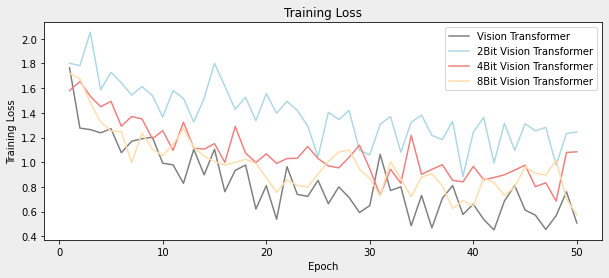 Training Loss
Vision Transformer
2Bit Vision Transformer
4Bit Vision Transformer
8Bit Vision Transformer
Training Loss
2.0
1.8
1.6
1.4
1.2
1.0
0.8
0.6
0.4
0 10 20 30 40 50
Epoch